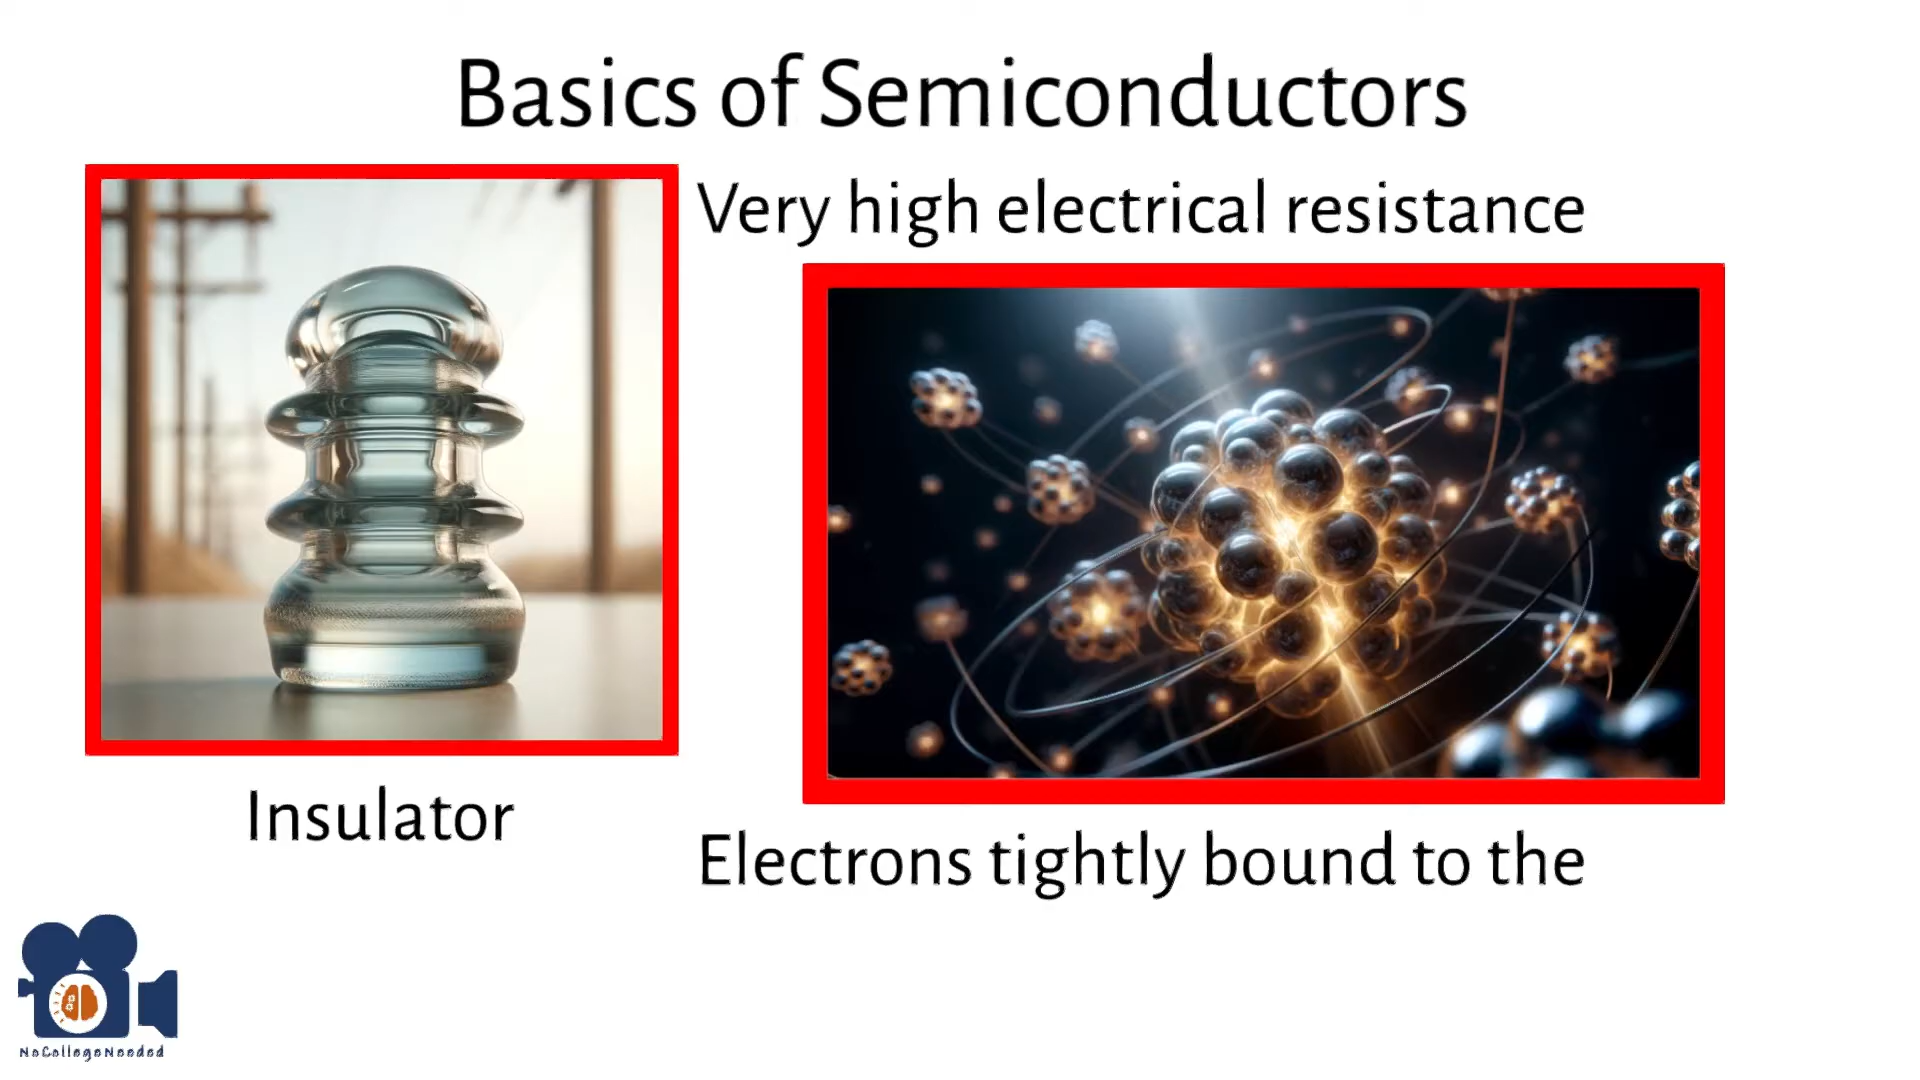 Basics of Semiconductors
Very high electrical resistance
Insulator
Electrons tightly bound to the
NoCollegeNeeded